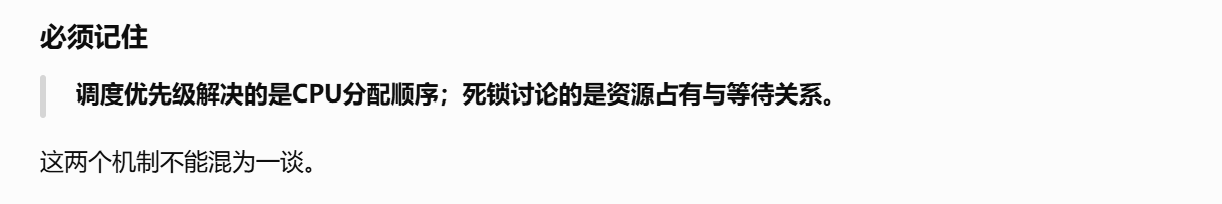 必须记住
调度优先级解决的是CPU分配顺序；死锁讨论的是资源占有与等待关系。
这两个机制不能混为一谈。